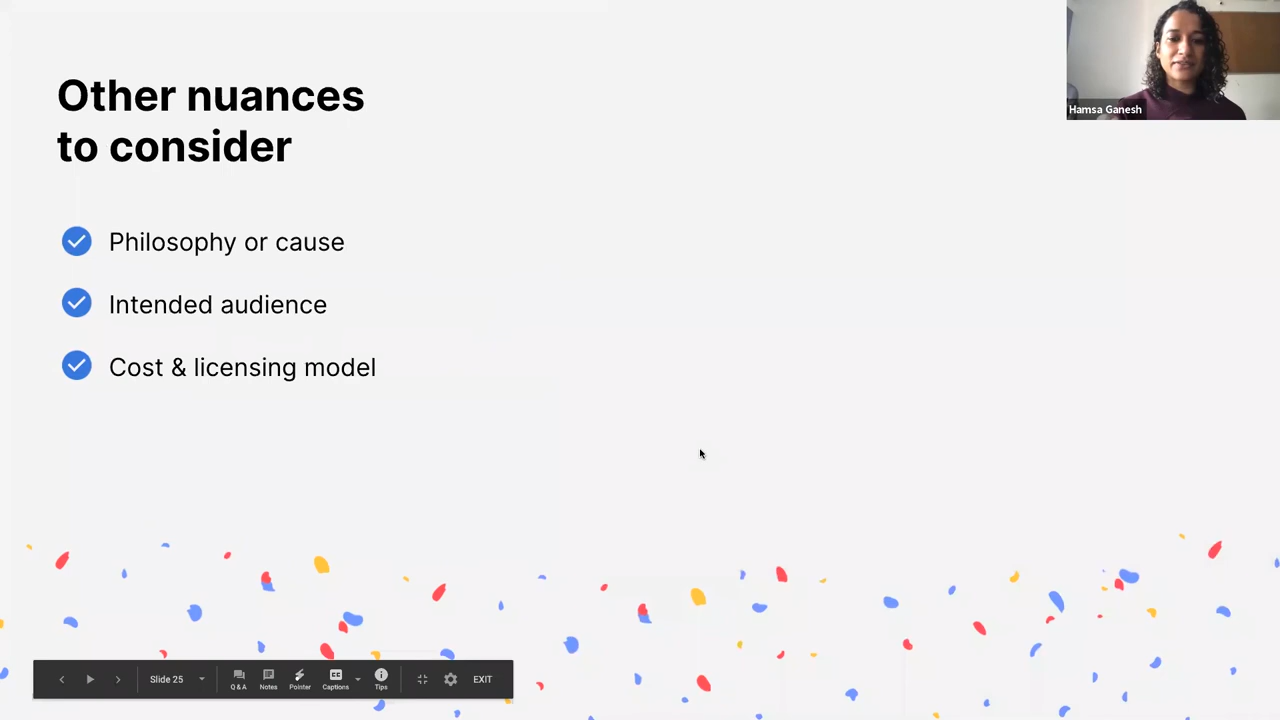 Other nuances
to consider
Philosophy or cause
Intended audience
Cost & licensing model
Hamsa Ganesh
Slide 25
Q & A
Notes
Pointer
Captions
Tips
EXIT